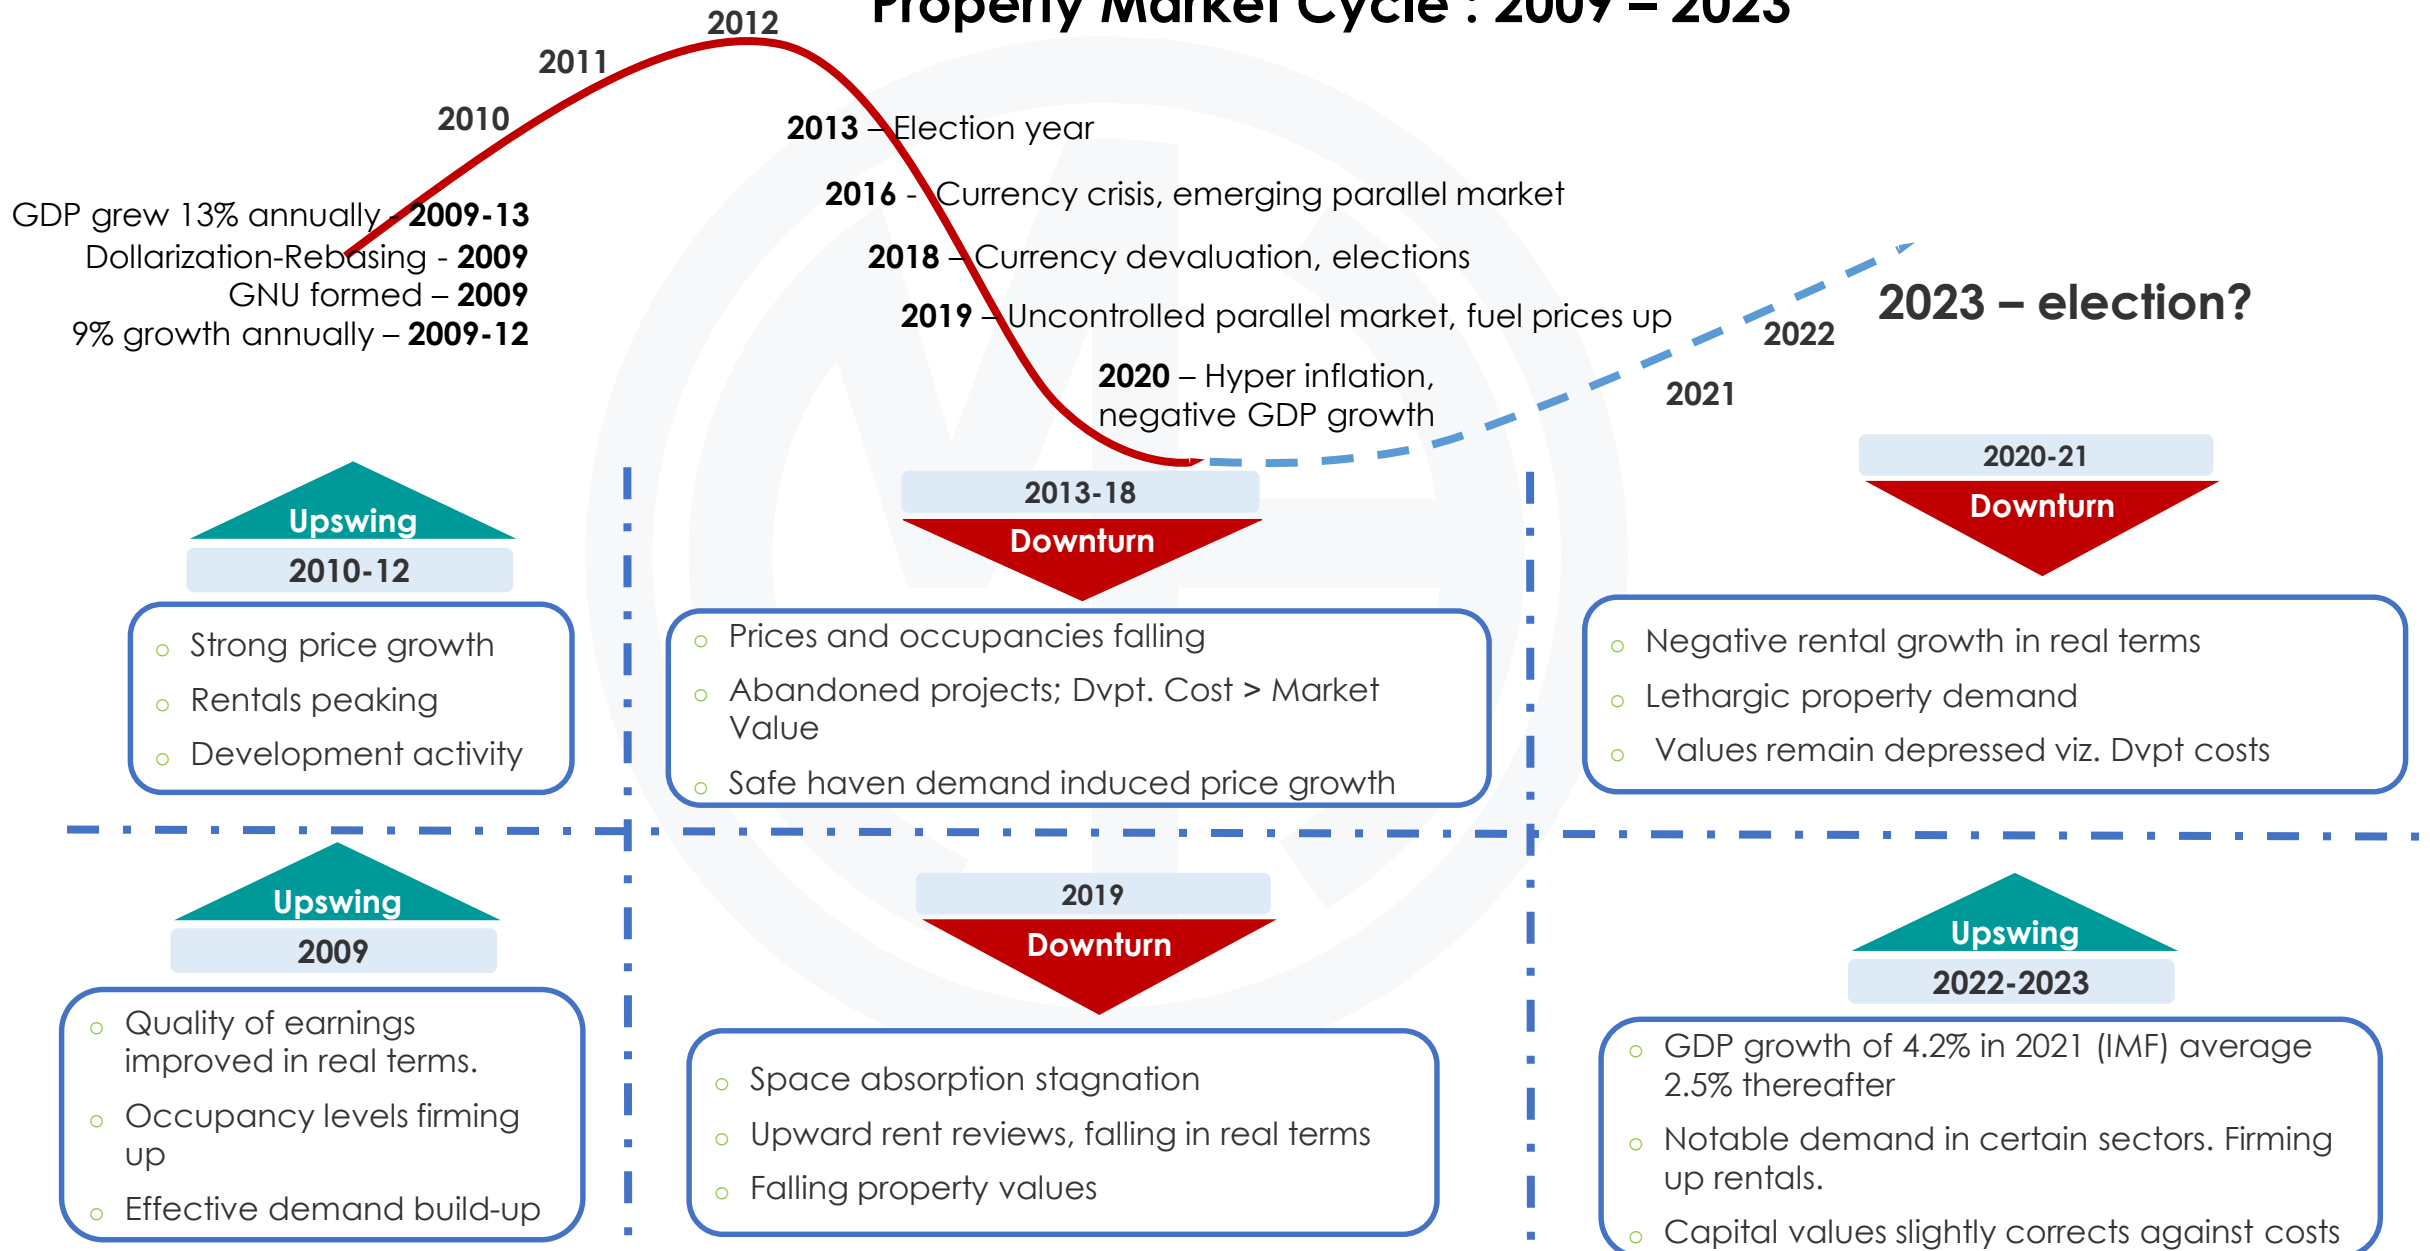 Property Market Cycle : 2009 – 2023
2012
2011
2010
GDP grew 13% annually - 2009-13
Dollarization-Rebasing - 2009
GNU formed – 2009
9% growth annually – 2009-12
2013 – Election year
2016 - Currency crisis, emerging parallel market
2018 – Currency devaluation, elections
2019 – Uncontrolled parallel market, fuel prices up
2020 – Hyper inflation,
negative GDP growth
2021
2022
2023 – election?
Upswing
2010-12
○ Strong price growth
○ Rentals peaking
○ Development activity
2013-18
Downturn
○ Prices and occupancies falling
○ Abandoned projects; Dvpt. Cost > Market
Value
○ Safe haven demand induced price growth
2020-21
Downturn
○ Negative rental growth in real terms
○ Lethargic property demand
○ Values remain depressed viz. Dvpt costs
Upswing
2009
○ Quality of earnings
improved in real terms.
○ Occupancy levels firming
up
○ Effective demand build-up
2019
Downturn
○ Space absorption stagnation
○ Upward rent reviews, falling in real terms
○ Falling property values
Upswing
2022-2023
○ GDP growth of 4.2% in 2021 (IMF) average
2.5% thereafter
○ Notable demand in certain sectors. Firming
up rentals.
○ Capital values slightly corrects against costs